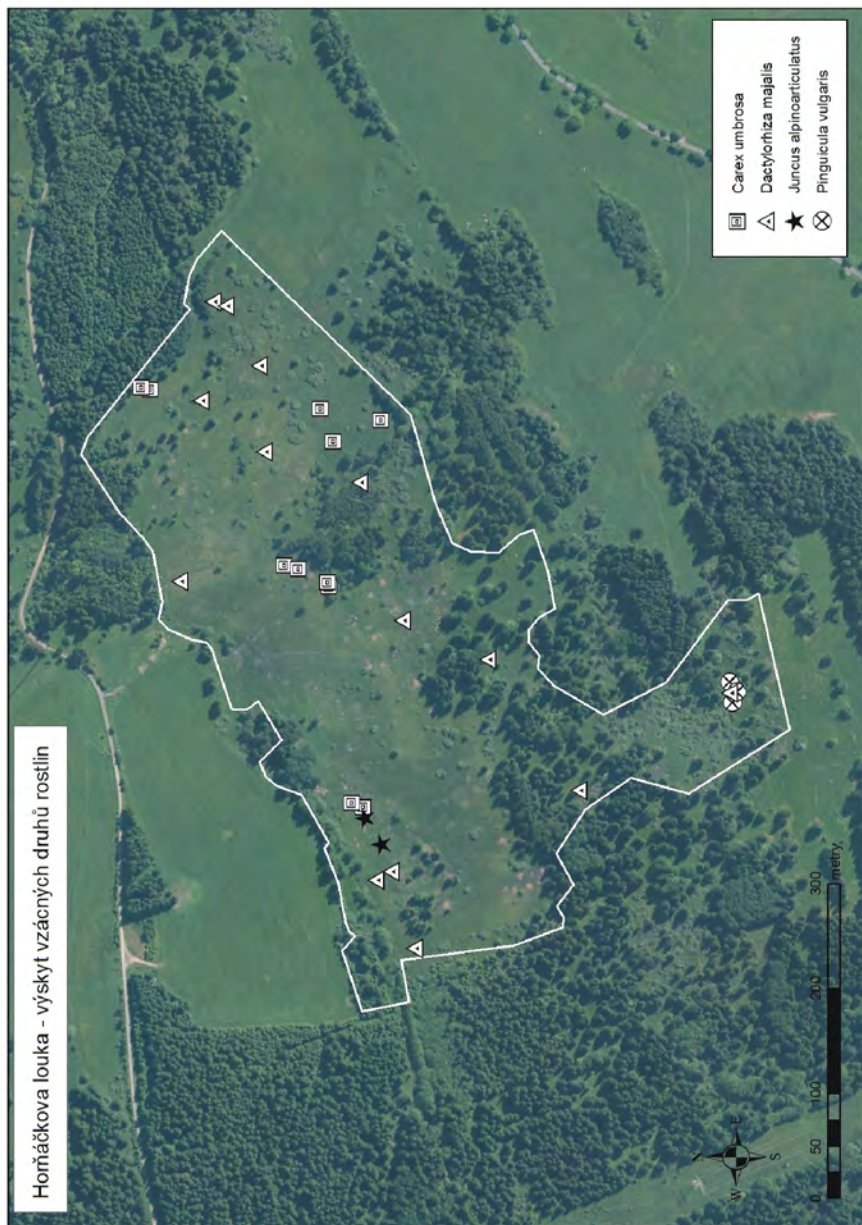 Horňáčkova louka - výskyt vzácných druhů rostlin
Carex umbrosa
Dactylorhiza majalis
Juncus alpinoarticulatus
Pinguicula vulgaris
N
W E
S
0 50 100 200 300
metry